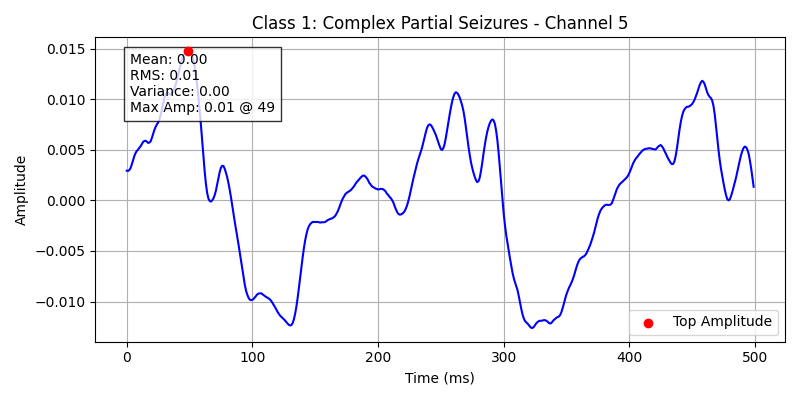 Class 1: Complex Partial Seizures - Channel 5
Amplitude
0.015
0.010
0.005
0.000
−0.005
−0.010
Mean: 0.00
RMS: 0.01
Variance: 0.00
Max Amp: 0.01 @ 49
Top Amplitude
0 100 200 300 400 500
Time (ms)